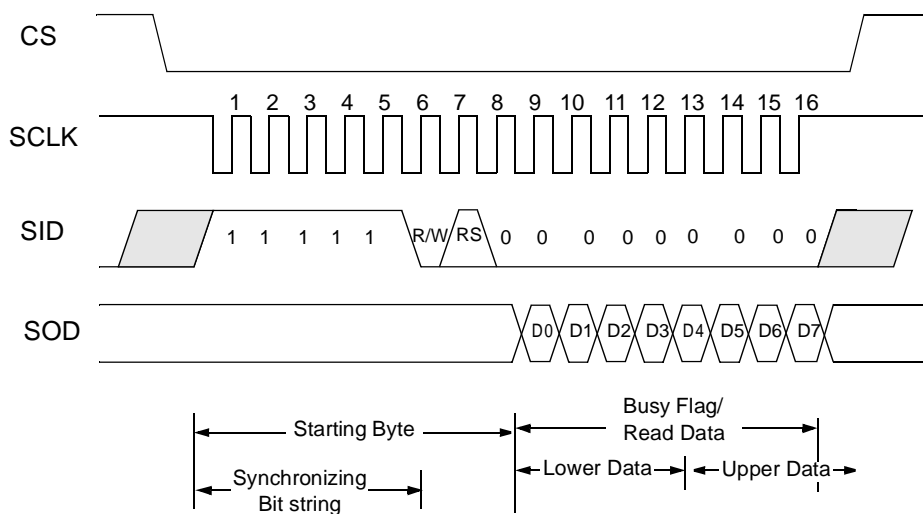 CS
1 2 3 4 5 6 7 8 9 10 11 12 13 14 15 16
SCLK
SID
1 1 1 1 1 R/W RS 0 0 0 0 0 0 0 0 0
SOD
D0 D1 D2 D3 D4 D5 D6 D7
Starting Byte
Busy Flag/
Read Data
Lower Data
Upper Data
Synchronizing
Bit string